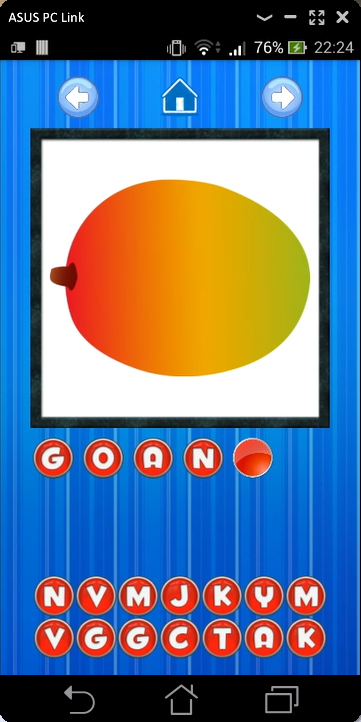 ASUS PC Link
76% 22:24
G O A N
N V M J K Y M
V G G C T A K